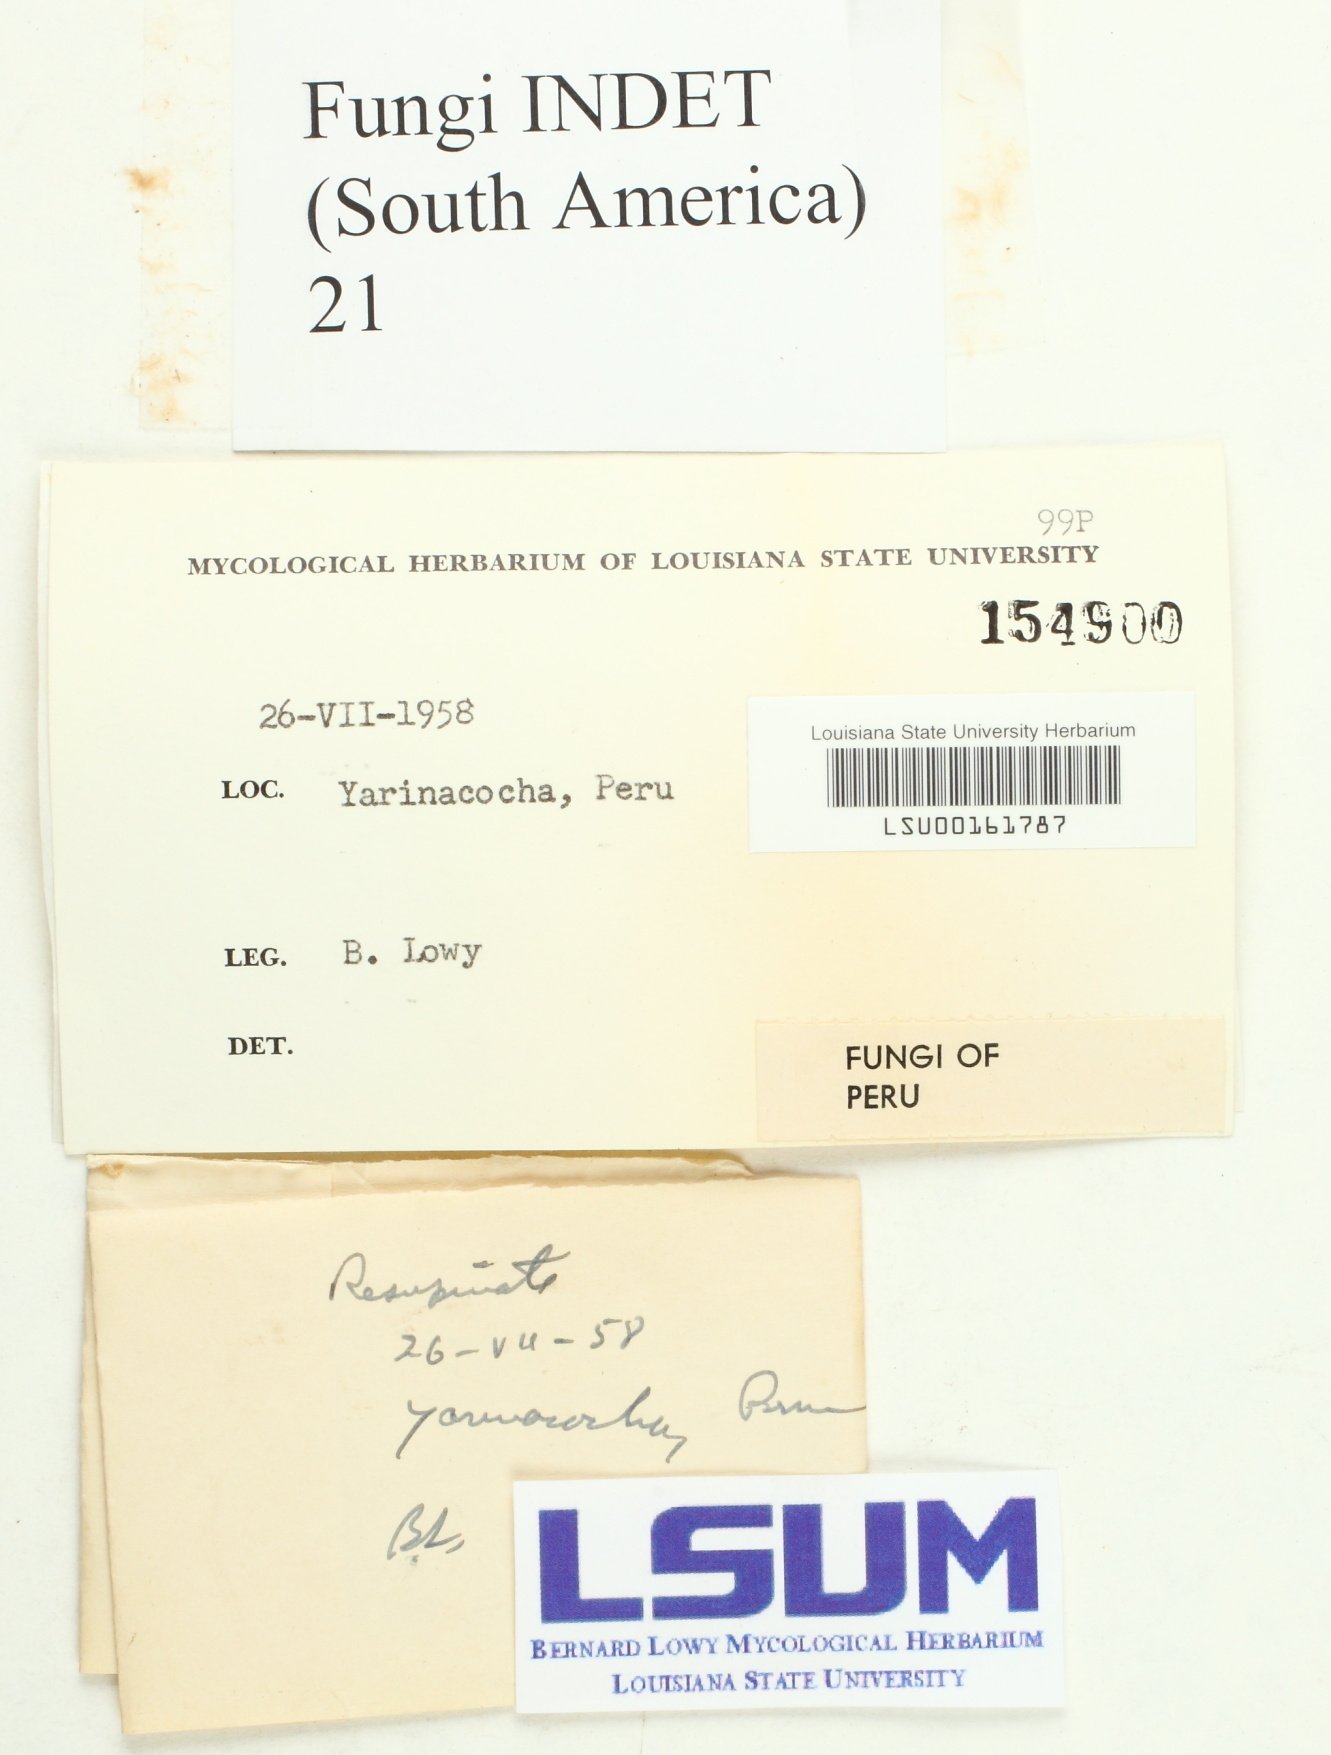 Fungi INDET
(South America)
21
99P
MYCOLOGICAL HERBARIUM OF LOUISIANA STATE UNIVERSITY
154900
26-VII-1958
Louisiana State University Herbarium
LSU00161787
LOC. Yarinacocha, Peru
LEG. B. Lowy
DET.
FUNGI OF
PERU
Resupinate
26-VII-58
Yarinacocha, Peru
B.L.
LSUM
BERNARD LOWY MYCOLOGICAL HERBARIUM
LOUISIANA STATE UNIVERSITY